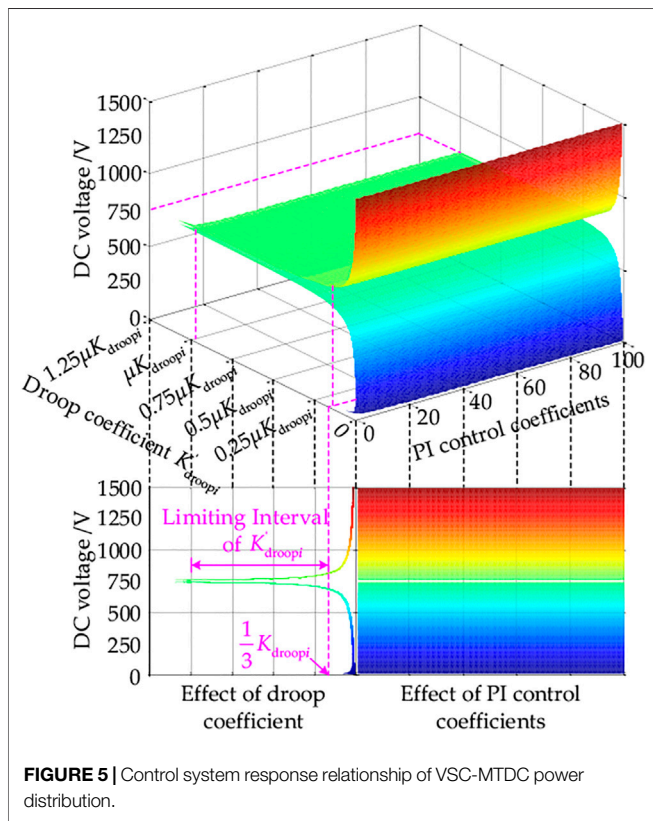 1500
1250
1000
750
500
250
0
DC voltage /V
1.25μK_droopi
μK_droopi
0.75μK_droopi
0.5μK_droopi
0.25μK_droopi
0
Droop coefficient K'_droopi
0
20
40
60
80
100
PI control coefficients
1500
1250
1000
750
500
250
0
DC voltage /V
Limiting Interval
of K'_droopi
1/3 K_droopi
Effect of droop
coefficient
Effect of PI control
coefficients
FIGURE 5 | Control system response relationship of VSC-MTDC power
distribution.